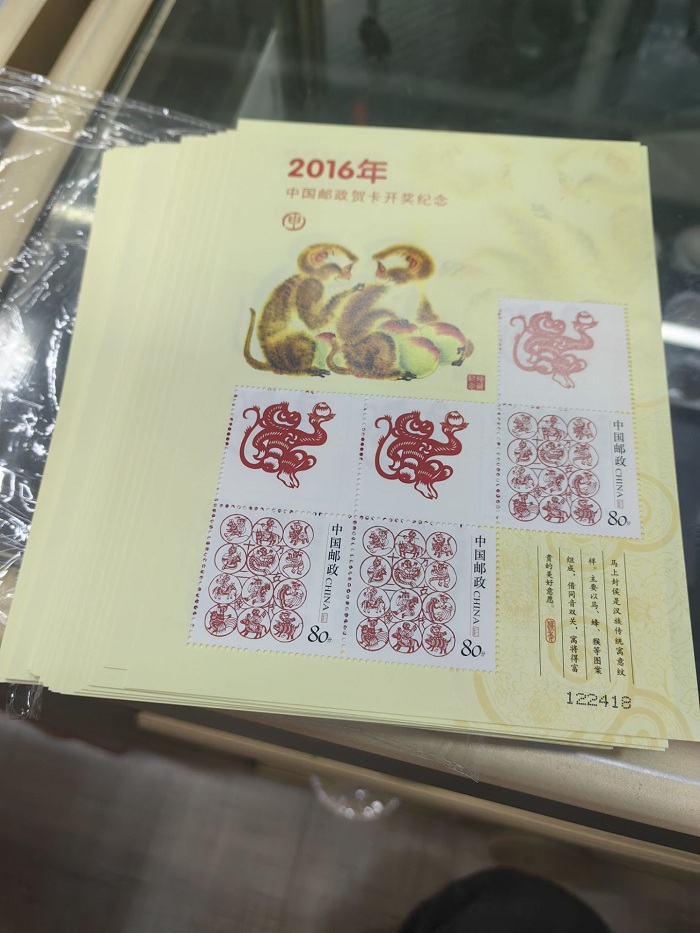 2016年
中国邮政贺卡开奖纪念
申
中国邮政 CHINA
80分
中国邮政 CHINA
80分
中国邮政 CHINA
80分
马上封侯是汉族传统寓意纹
样。主要以马、蜂、猴等图案
组成，借同音双关，寓将得富
贵的美好意愿。
122418